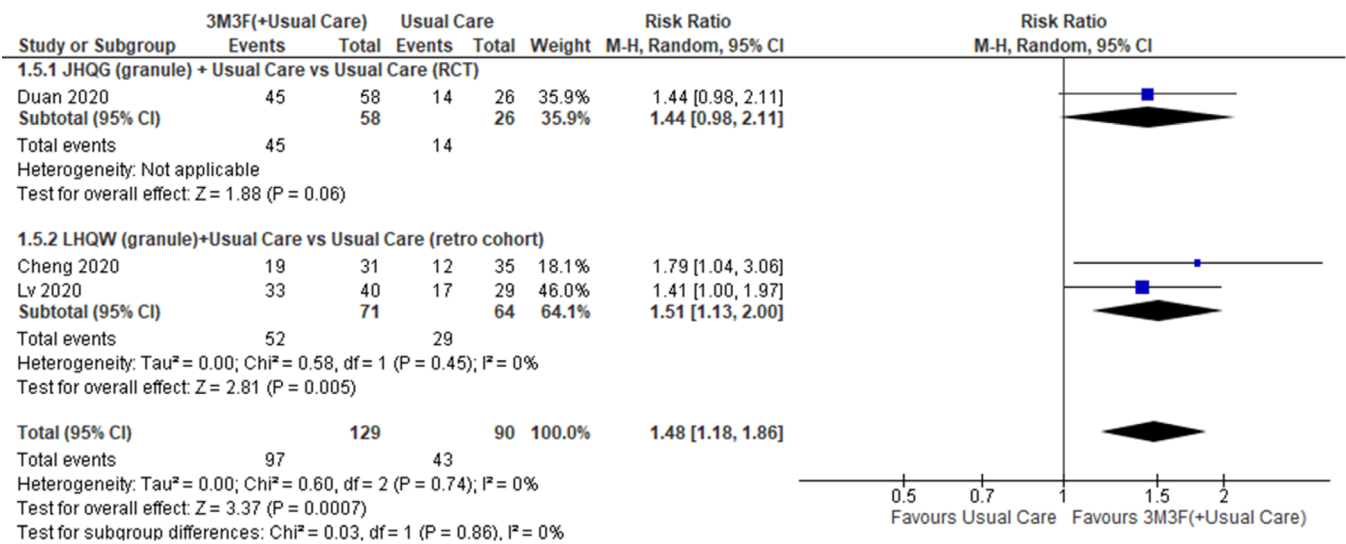 3M3F(+Usual Care) Usual Care Risk Ratio Risk Ratio
Study or Subgroup Events Total Events Total Weight M-H, Random, 95% CI M-H, Random, 95% CI
1.5.1 JHQG (granule) + Usual Care vs Usual Care (RCT)
Duan 2020 45 58 14 26 35.9% 1.44 [0.98, 2.11]
Subtotal (95% CI) 58 26 35.9% 1.44 [0.98, 2.11]
Total events 45 14
Heterogeneity: Not applicable
Test for overall effect: Z = 1.88 (P = 0.06)
1.5.2 LHQW (granule)+Usual Care vs Usual Care (retro cohort)
Cheng 2020 19 31 12 35 18.1% 1.79 [1.04, 3.06]
Lv 2020 33 40 17 29 46.0% 1.41 [1.00, 1.97]
Subtotal (95% CI) 71 64 64.1% 1.51 [1.13, 2.00]
Total events 52 29
Heterogeneity: Tau² = 0.00; Chi² = 0.58, df = 1 (P = 0.45); I² = 0%
Test for overall effect: Z = 2.81 (P = 0.005)
Total (95% CI) 129 90 100.0% 1.48 [1.18, 1.86]
Total events 97 43
Heterogeneity: Tau² = 0.00; Chi² = 0.60, df = 2 (P = 0.74); I² = 0%
Test for overall effect: Z = 3.37 (P = 0.0007)
Test for subgroup differences: Chi² = 0.03, df = 1 (P = 0.86), I² = 0%
0.5 0.7 1 1.5 2
Favours Usual Care Favours 3M3F(+Usual Care)